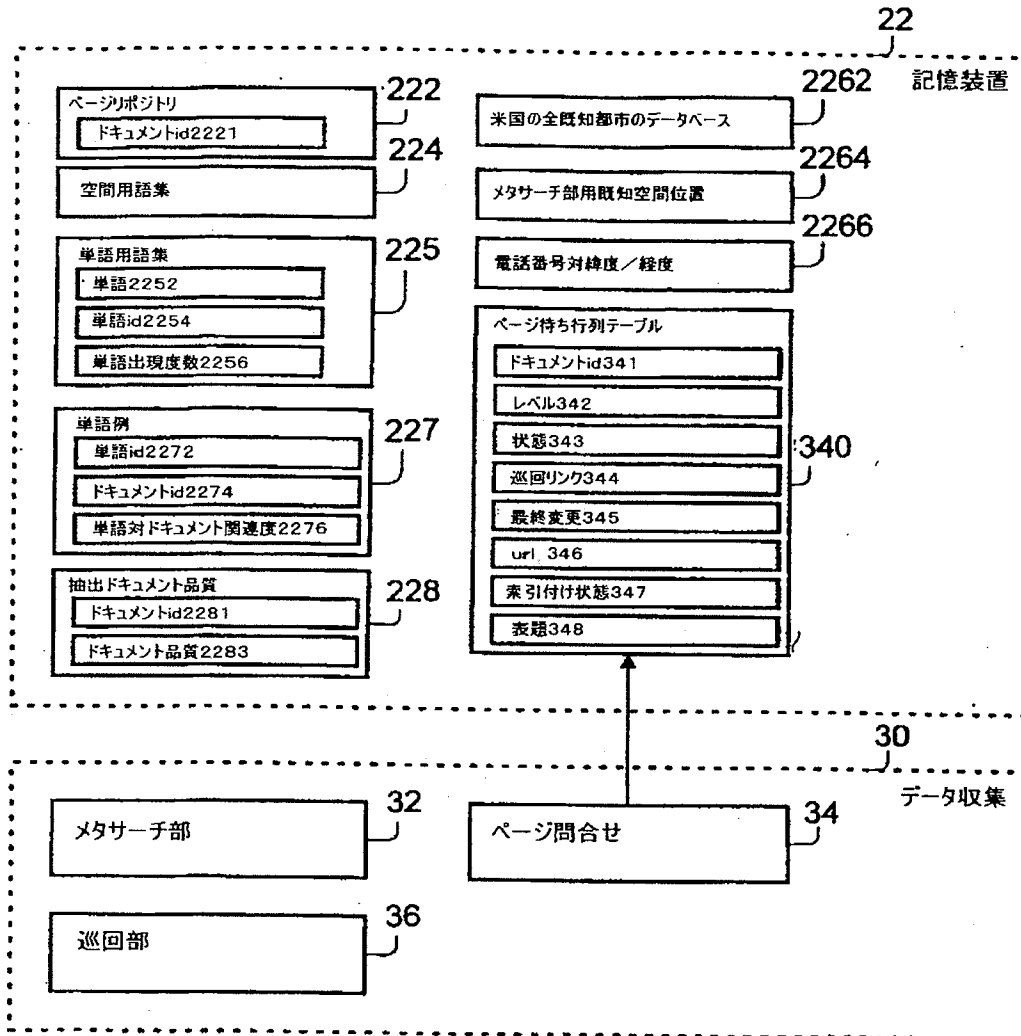 22
記憶装置
ページリポジトリ
222
ドキュメントid2221
224
空間用語集
単語用語集
225
単語2252
単語id2254
単語出現度数2256
単語例
227
単語id2272
ドキュメントid2274
単語対ドキュメント関連度2276
抽出ドキュメント品質
228
ドキュメントid2281
ドキュメント品質2283
2262
米国の全既知都市のデータベース
2264
メタサーチ部用既知空間位置
2266
電話番号対緯度／経度
ページ待ち行列テーブル
ドキュメントid341
レベル342
状態343
340
巡回リンク344
最終変更345
url 346
索引付け状態347
表題348
30
データ収集
メタサーチ部
32
ページ問合せ
34
巡回部
36